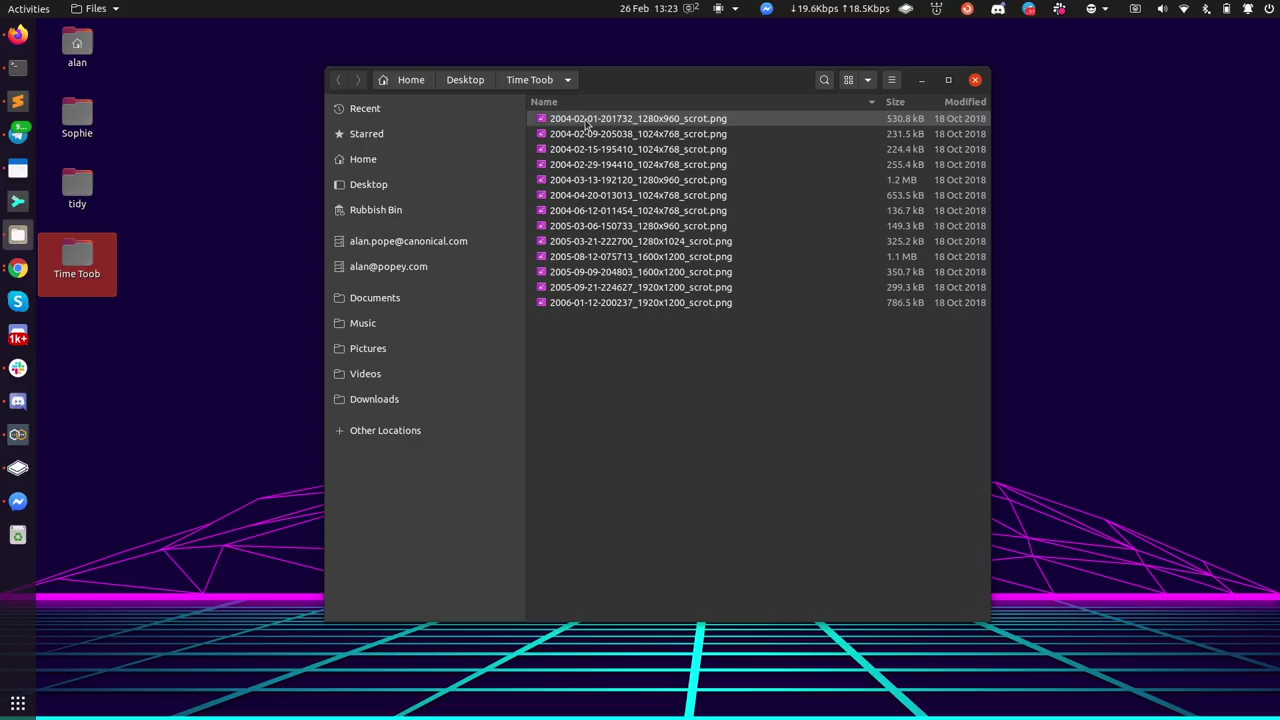 Activities Files 26 Feb 13:23 2 ↓19.6Kbps ↑18.5Kbps
alan
Sophie
tidy
Time Toob
9...
1k+
Home Desktop Time Toob
Recent
Starred
Home
Desktop
Rubbish Bin
alan.pope@canonical.com
alan@popey.com
Documents
Music
Pictures
Videos
Downloads
Other Locations
Name Size Modified
2004-02-01-201732_1280x960_scrot.png 530.8 kB 18 Oct 2018
2004-02-09-205038_1024x768_scrot.png 231.5 kB 18 Oct 2018
2004-02-15-195410_1024x768_scrot.png 224.4 kB 18 Oct 2018
2004-02-29-194410_1024x768_scrot.png 255.4 kB 18 Oct 2018
2004-03-13-192120_1280x960_scrot.png 1.2 MB 18 Oct 2018
2004-04-20-013013_1024x768_scrot.png 653.5 kB 18 Oct 2018
2004-06-12-011454_1024x768_scrot.png 136.7 kB 18 Oct 2018
2005-03-06-150733_1280x960_scrot.png 149.3 kB 18 Oct 2018
2005-03-21-222700_1280x1024_scrot.png 325.2 kB 18 Oct 2018
2005-08-12-075713_1600x1200_scrot.png 1.1 MB 18 Oct 2018
2005-09-09-204803_1600x1200_scrot.png 350.7 kB 18 Oct 2018
2005-09-21-224627_1920x1200_scrot.png 299.3 kB 18 Oct 2018
2006-01-12-200237_1920x1200_scrot.png 786.5 kB 18 Oct 2018